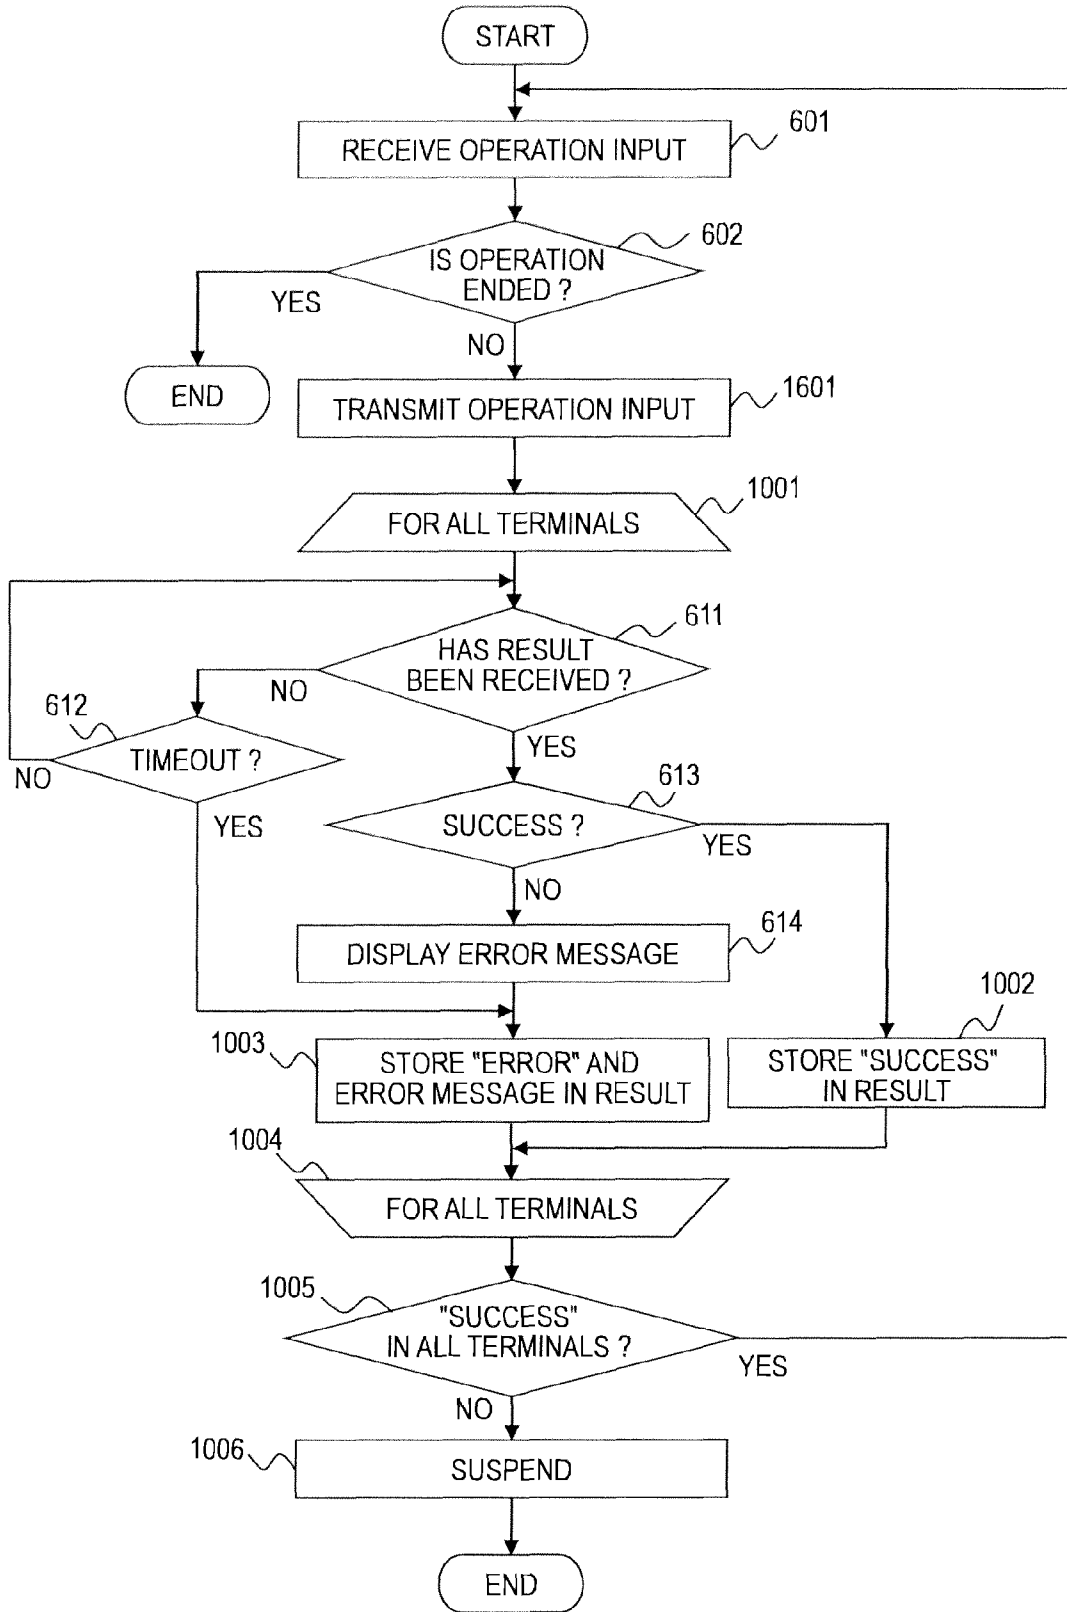 START
RECEIVE OPERATION INPUT
601
IS OPERATION
ENDED ?
602
YES
NO
END
TRANSMIT OPERATION INPUT
1601
FOR ALL TERMINALS
1001
HAS RESULT
BEEN RECEIVED ?
611
NO
612
TIMEOUT ?
NO
YES
YES
SUCCESS ?
613
YES
NO
DISPLAY ERROR MESSAGE
614
1003
STORE "ERROR" AND
ERROR MESSAGE IN RESULT
1002
STORE "SUCCESS"
IN RESULT
1004
FOR ALL TERMINALS
1005
"SUCCESS"
IN ALL TERMINALS ?
YES
NO
1006
SUSPEND
END